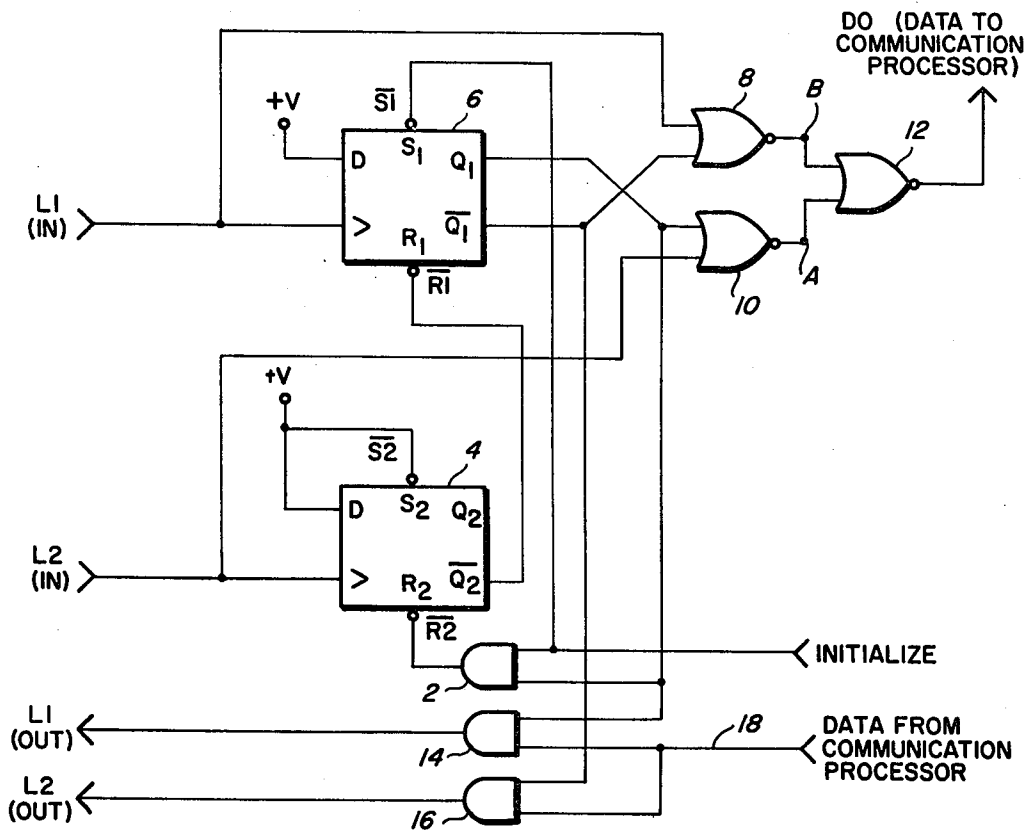 DO (DATA TO
COMMUNICATION
PROCESSOR)
+V
S̅1̅
6
8
B
12
D
S₁
Q₁
L1
(IN)
>
R₁
Q̅₁̅
R̅1̅
A
10
+V
S̅2̅
4
D
S₂
Q₂
L2
(IN)
>
R₂
Q̅₂̅
R̅2̅
INITIALIZE
2
L1
(OUT)
14
18
DATA FROM
COMMUNICATION
PROCESSOR
L2
(OUT)
16